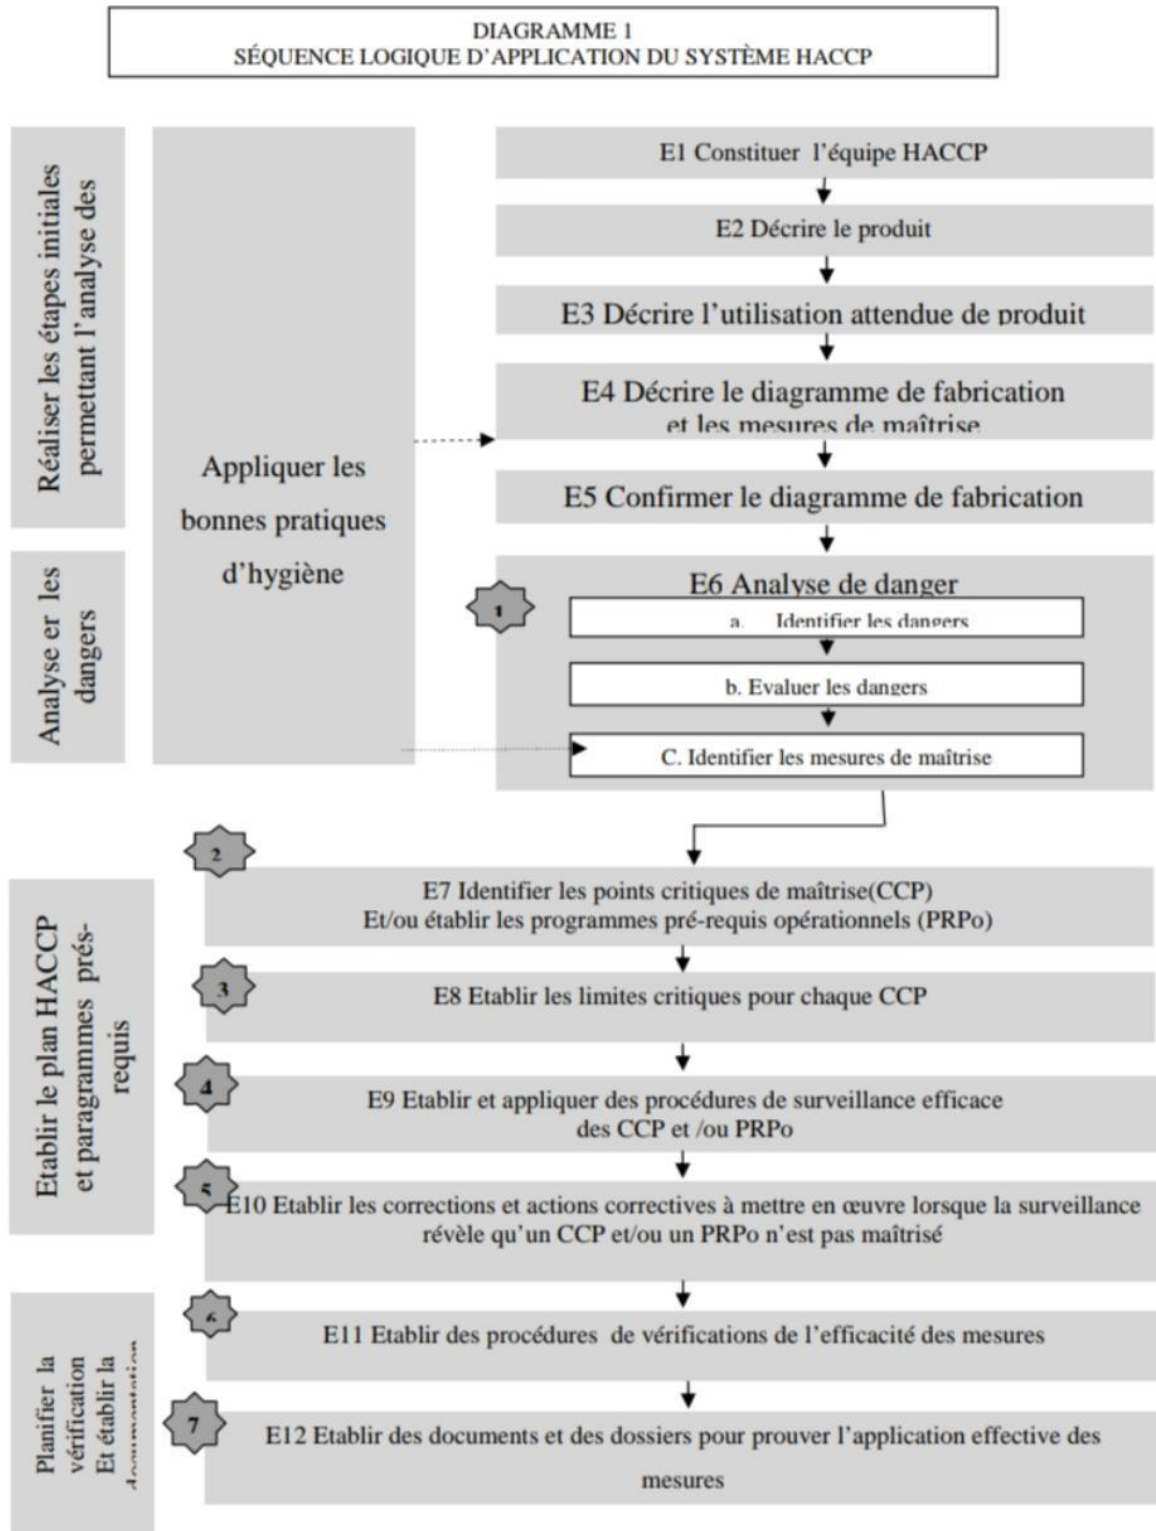 DIAGRAMME 1
SÉQUENCE LOGIQUE D'APPLICATION DU SYSTÈME HACCP
Réaliser les étapes initiales
permettant l'analyse des
Appliquer les
bonnes pratiques
d'hygiène
E1 Constituer l'équipe HACCP
E2 Décrire le produit
E3 Décrire l'utilisation attendue de produit
E4 Décrire le diagramme de fabrication
et les mesures de maîtrise
E5 Confirmer le diagramme de fabrication
Analyse er les
dangers
1
E6 Analyse de danger
a. Identifier les dangers
b. Evaluer les dangers
C. Identifier les mesures de maîtrise
Etablir le plan HACCP
et paragrammes prés-
requis
2
E7 Identifier les points critiques de maîtrise(CCP)
Et/ou établir les programmes pré-requis opérationnels (PRPo)
3
E8 Etablir les limites critiques pour chaque CCP
4
E9 Etablir et appliquer des procédures de surveillance efficace
des CCP et /ou PRPo
5
E10 Etablir les corrections et actions correctives à mettre en œuvre lorsque la surveillance
révèle qu'un CCP et/ou un PRPo n'est pas maîtrisé
Planifier la
vérification
Et établir la
documentation
6
E11 Etablir des procédures de vérifications de l'efficacité des mesures
7
E12 Etablir des documents et des dossiers pour prouver l'application effective des
mesures